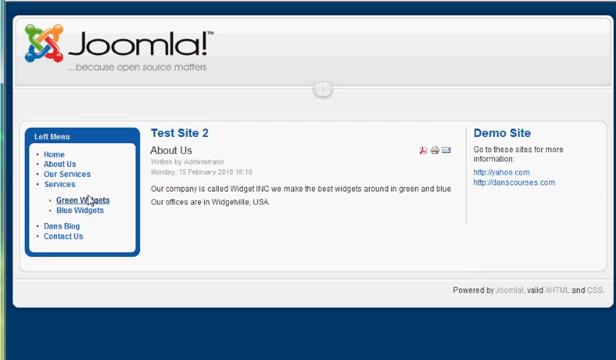 Joomla!™
...because open source matters
Left Menu
Home
About Us
Our Services
Services
Green Widgets
Blue Widgets
Dans Blog
Contact Us
Test Site 2
About Us
Written by Administrator
Monday, 15 February 2010 16:16
Our company is called Widget INC we make the best widgets around in green and blue
Our offices are in Widgetville, USA.
Demo Site
Go to these sites for more
information:
http://yahoo.com
http://danscourses.com
Powered by Joomla!. valid XHTML and CSS.